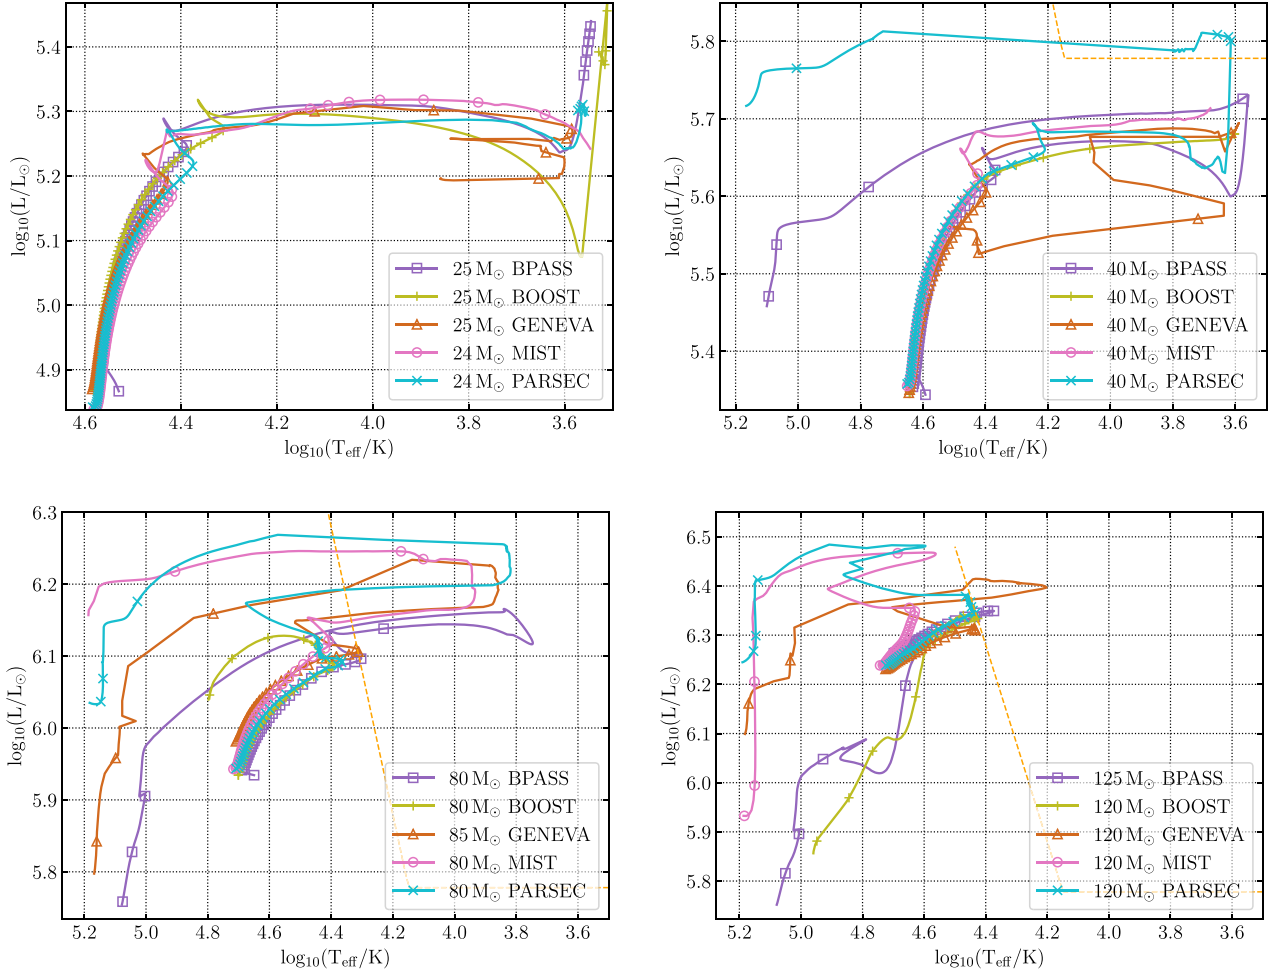 5.4
5.3
5.2
5.1
5.0
4.9
log₁₀(L/L⊙)
25 M⊙ BPASS
25 M⊙ BOOST
25 M⊙ GENEVA
24 M⊙ MIST
24 M⊙ PARSEC
4.6 4.4 4.2 4.0 3.8 3.6
log₁₀(T_eff/K)
5.8
5.7
5.6
5.5
5.4
log₁₀(L/L⊙)
40 M⊙ BPASS
40 M⊙ BOOST
40 M⊙ GENEVA
40 M⊙ MIST
40 M⊙ PARSEC
5.2 5.0 4.8 4.6 4.4 4.2 4.0 3.8 3.6
log₁₀(T_eff/K)
6.3
6.2
6.1
6.0
5.9
5.8
log₁₀(L/L⊙)
80 M⊙ BPASS
80 M⊙ BOOST
85 M⊙ GENEVA
80 M⊙ MIST
80 M⊙ PARSEC
5.2 5.0 4.8 4.6 4.4 4.2 4.0 3.8 3.6
log₁₀(T_eff/K)
6.5
6.4
6.3
6.2
6.1
6.0
5.9
5.8
log₁₀(L/L⊙)
125 M⊙ BPASS
120 M⊙ BOOST
120 M⊙ GENEVA
120 M⊙ MIST
120 M⊙ PARSEC
5.2 5.0 4.8 4.6 4.4 4.2 4.0 3.8 3.6
log₁₀(T_eff/K)